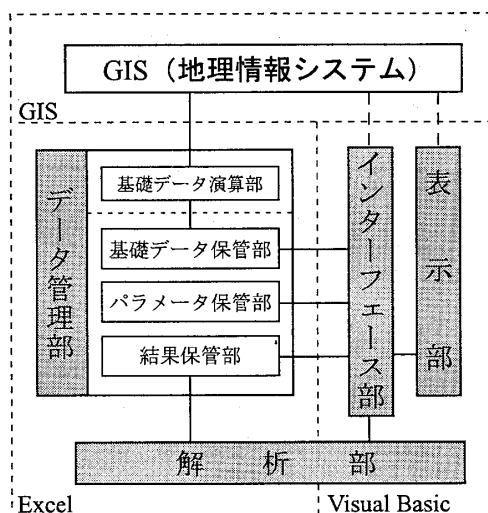 GIS（地理情報システム）
GIS
データ管理部
基礎データ演算部
基礎データ保管部
パラメータ保管部
結果保管部
インターフェース部
表示部
解析部
Excel
Visual Basic